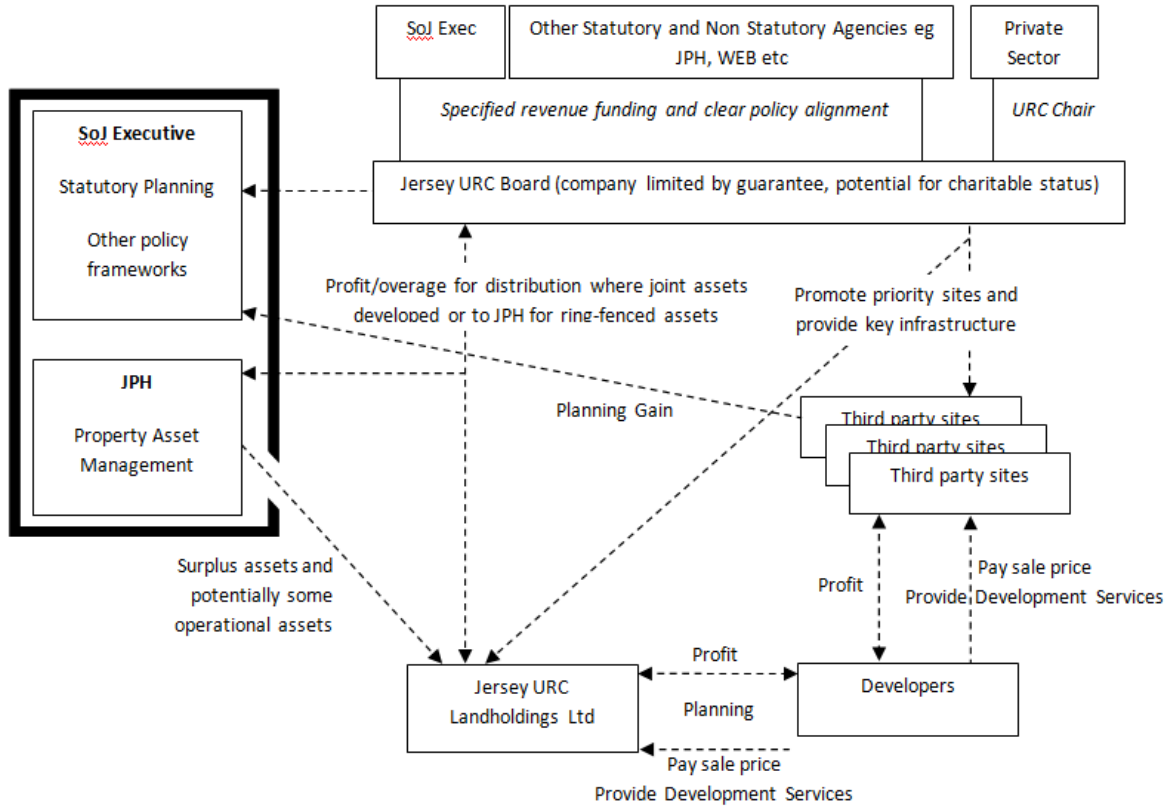 SoJ Exec
Other Statutory and Non Statutory Agencies eg
JPH, WEB etc
Private
Sector
Specified revenue funding and clear policy alignment
URC Chair
SoJ Executive
Statutory Planning
Other policy
frameworks
Jersey URC Board (company limited by guarantee, potential for charitable status)
Profit/overage for distribution where joint assets
developed or to JPH for ring-fenced assets
Promote priority sites and
provide key infrastructure
JPH
Property Asset
Management
Planning Gain
Third party sites
Third party sites
Third party sites
Surplus assets and
potentially some
operational assets
Profit
Pay sale price
Provide Development Services
Jersey URC
Landholdings Ltd
Profit
Planning
Developers
Pay sale price
Provide Development Services